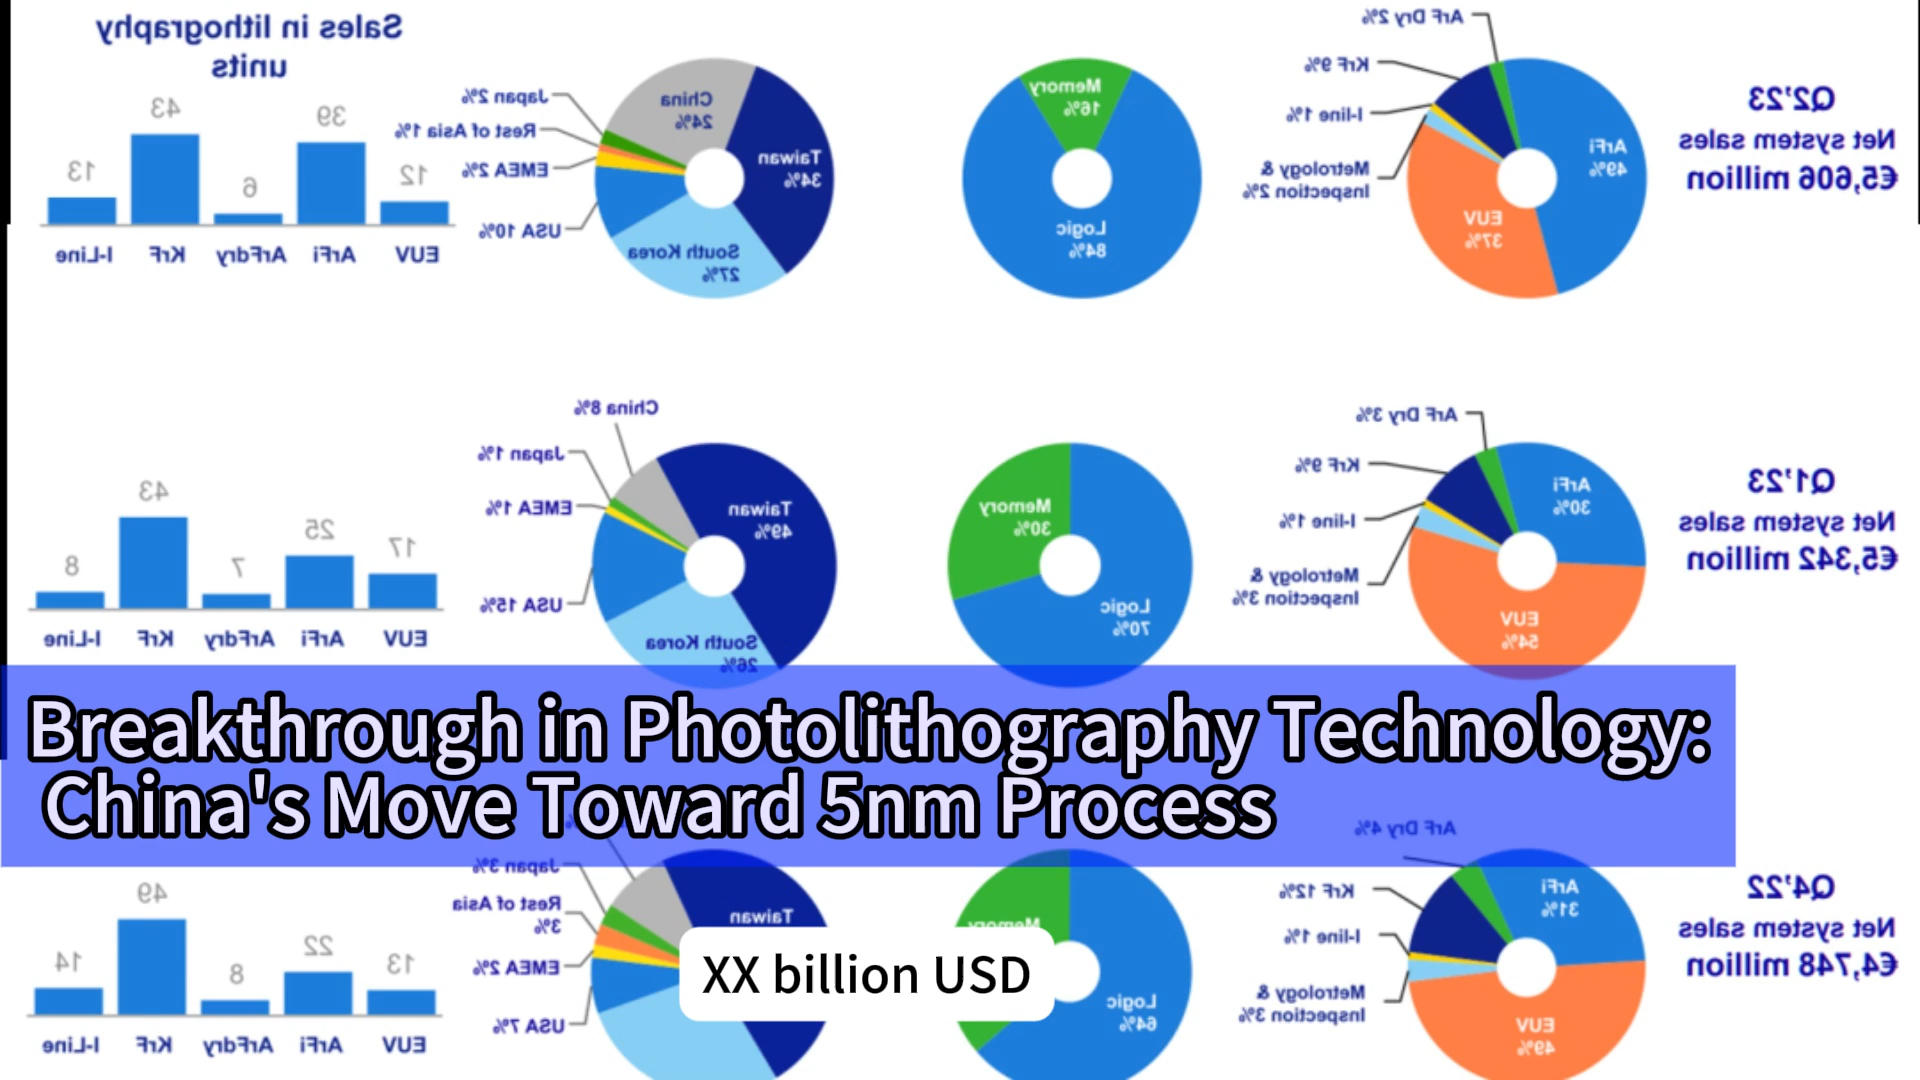 Sales in lithography
units
13
43
6
39
12
I-Line
KrF
ArFdry
ArFi
EUV
China
24%
Japan 2%
Rest of Asia 1%
EMEA 2%
USA 10%
South Korea
27%
Taiwan
34%
Memory
16%
Logic
84%
ArF Dry 2%
KrF 9%
I-line 1%
Metrology &
Inspection 2%
ArFi
49%
EUV
37%
Q2'23
Net system sales
€5,606 million
8
43
7
25
17
I-Line
KrF
ArFdry
ArFi
EUV
China 8%
Japan 1%
EMEA 1%
USA 15%
South Korea
26%
Taiwan
49%
Memory
30%
Logic
70%
ArF Dry 3%
KrF 9%
I-line 1%
Metrology &
Inspection 3%
ArFi
30%
EUV
54%
Q1'23
Net system sales
€5,342 million
Breakthrough in Photolithography Technology:
China's Move Toward 5nm Process
14
49
8
22
13
I-Line
KrF
ArFdry
ArFi
EUV
Japan 3%
Rest of Asia
3%
EMEA 2%
USA 7%
Taiwan
Memory
Logic
64%
XX billion USD
ArF Dry 4%
KrF 12%
I-line 1%
Metrology &
Inspection 3%
ArFi
31%
EUV
49%
Q4'22
Net system sales
€4,748 million